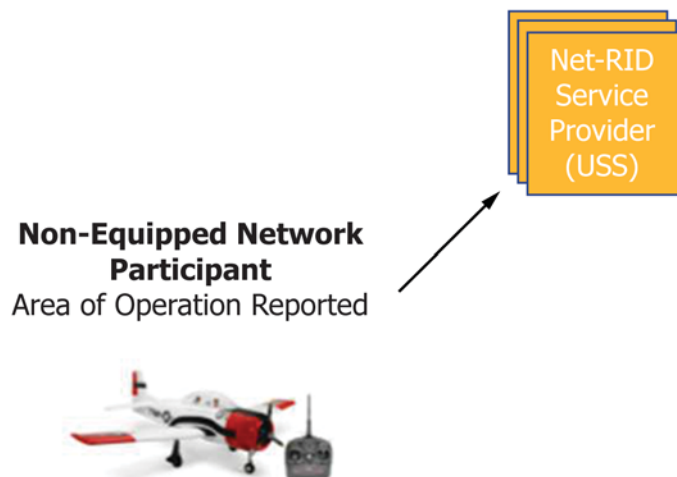 Net-RID
Service
Provider
(USS)
Non-Equipped Network
Participant
Area of Operation Reported